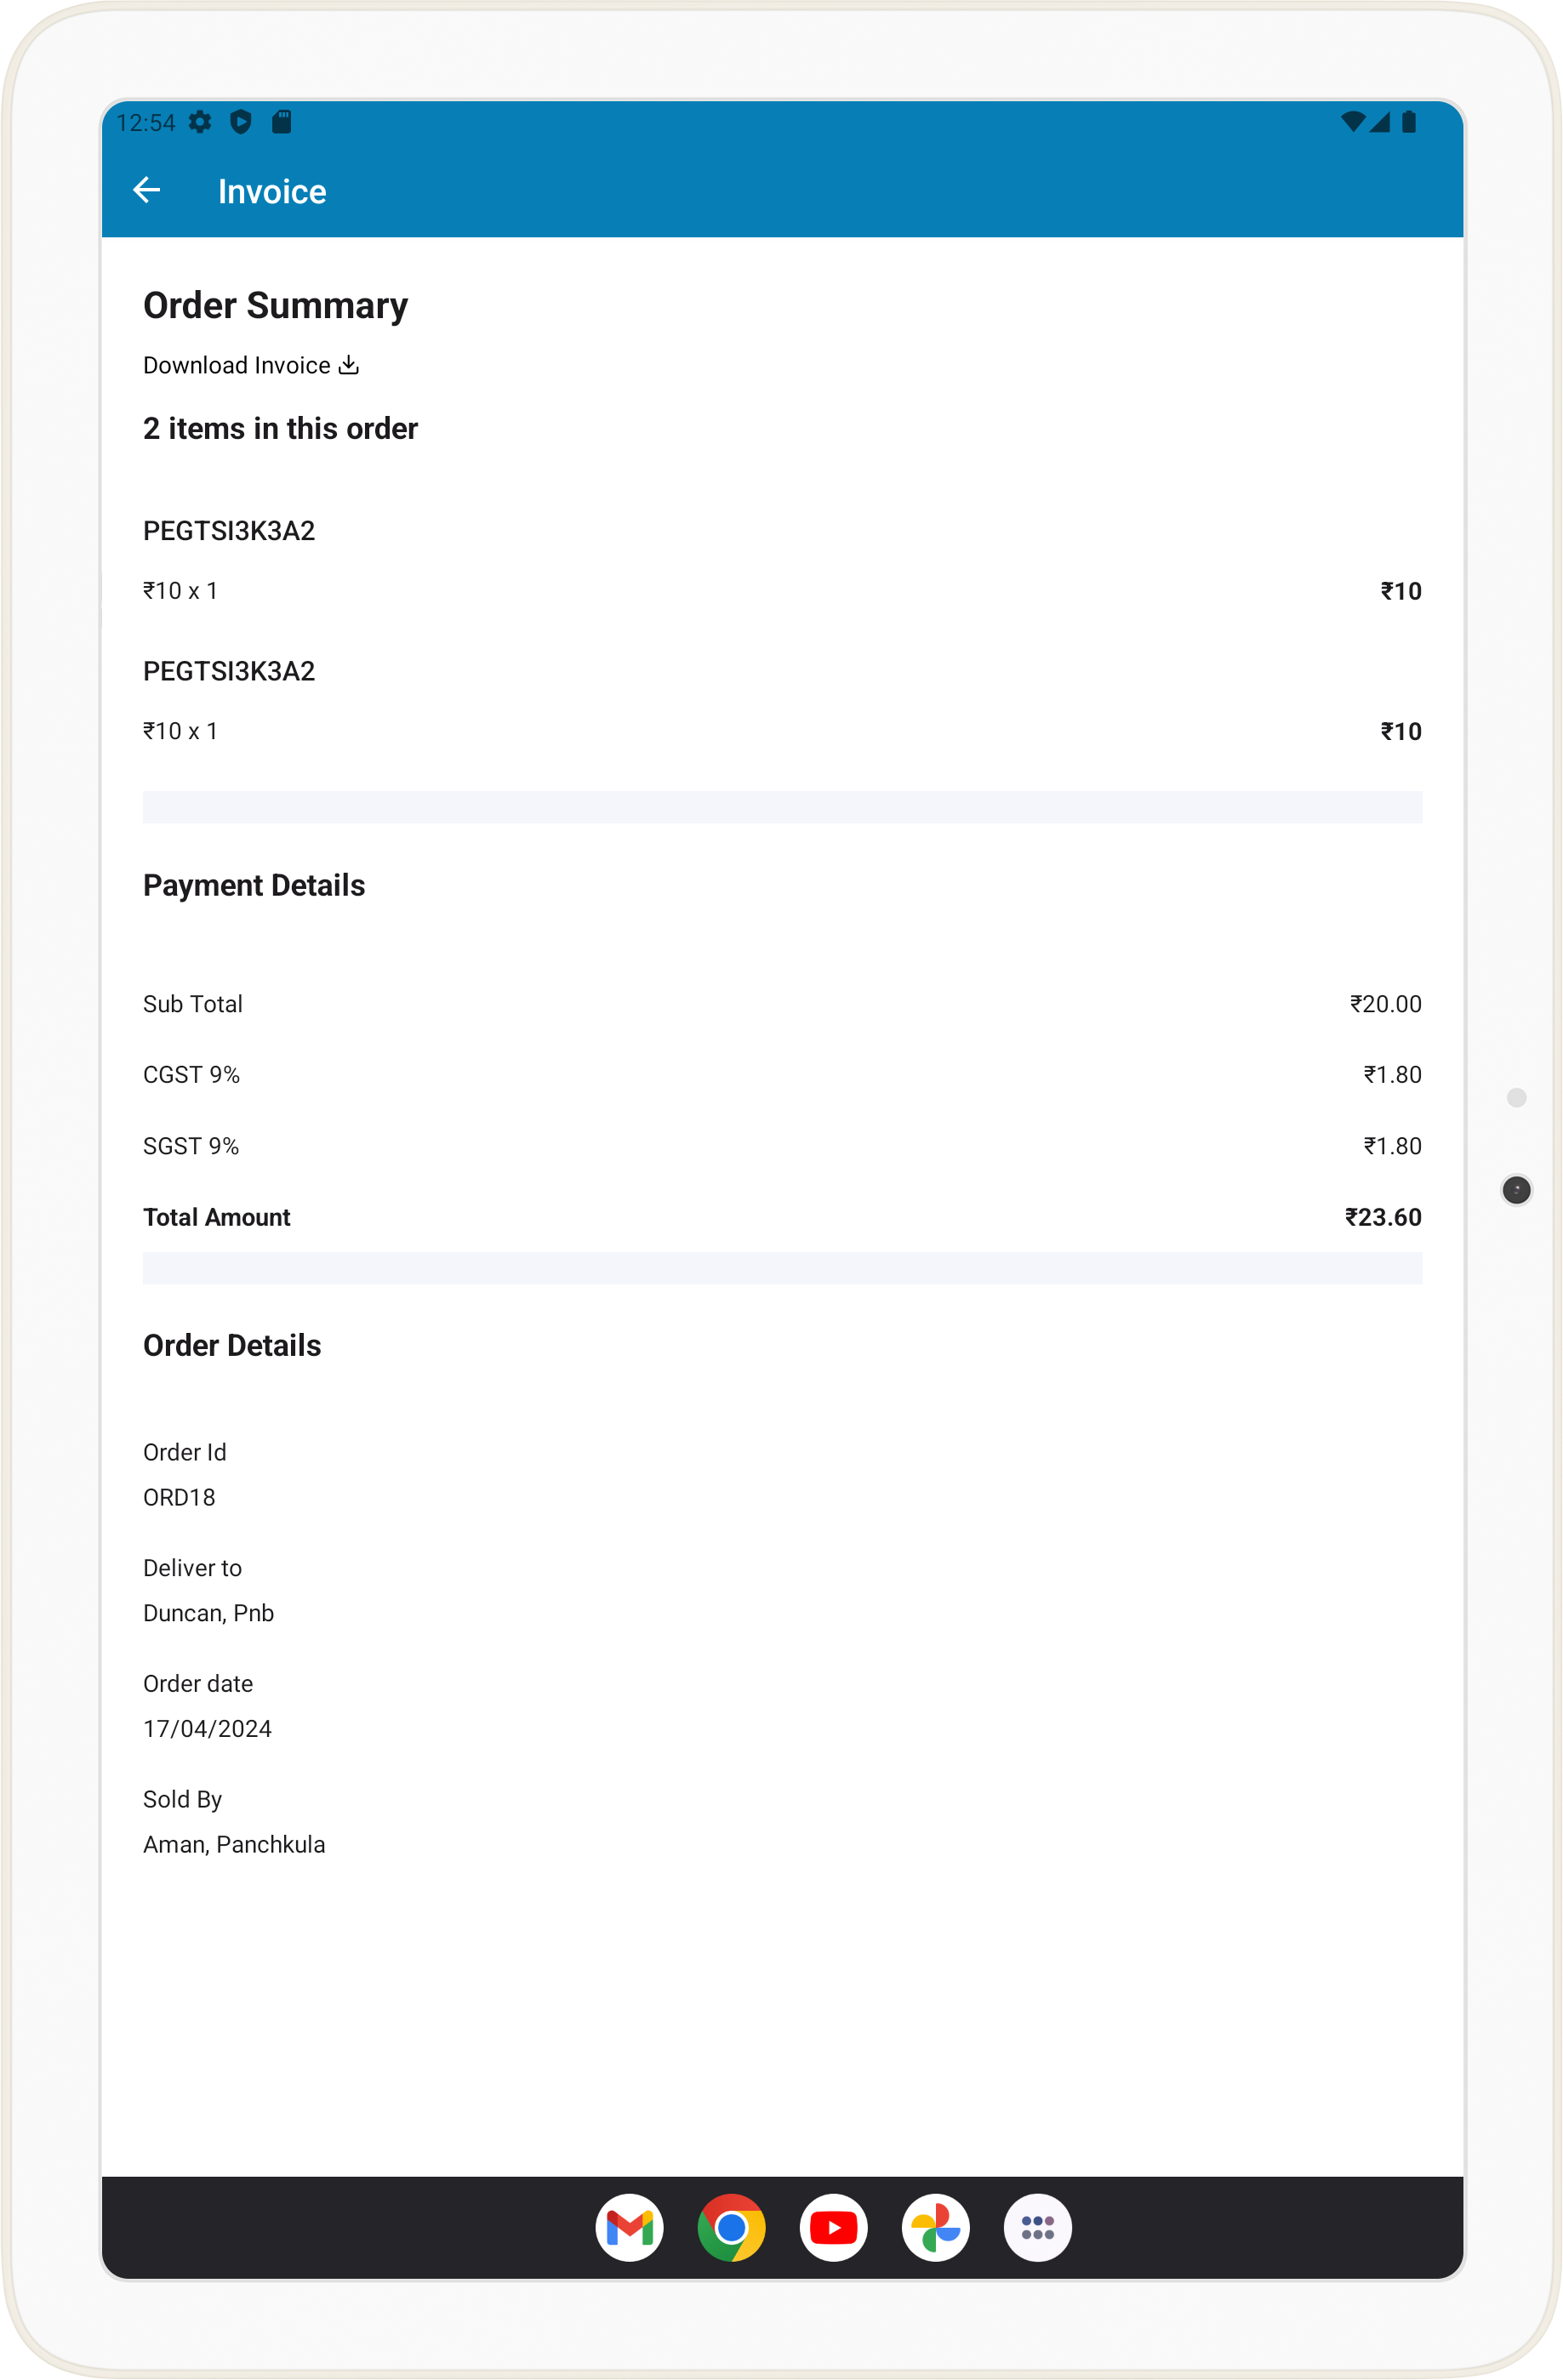 12:54
Invoice
Order Summary
Download Invoice
2 items in this order
PEGTSI3K3A2
₹10 x 1 ₹10
PEGTSI3K3A2
₹10 x 1 ₹10
Payment Details
Sub Total ₹20.00
CGST 9% ₹1.80
SGST 9% ₹1.80
Total Amount ₹23.60
Order Details
Order Id
ORD18
Deliver to
Duncan, Pnb
Order date
17/04/2024
Sold By
Aman, Panchkula